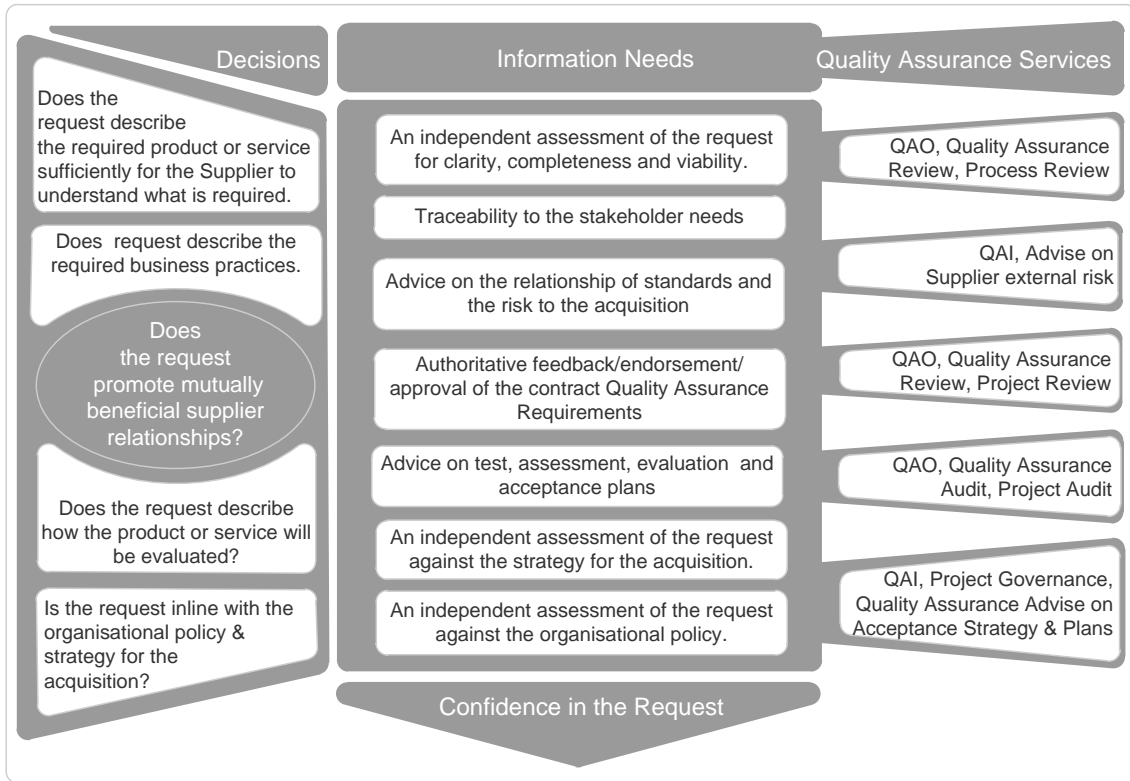 Decisions
Does the
request describe
the required product or service
sufficiently for the Supplier to
understand what is required.
Does request describe the
required business practices.
Does
the request
promote mutually
beneficial supplier
relationships?
Does the request describe
how the product or service will
be evaluated?
Is the request inline with the
organisational policy &
strategy for the
acquisition?
Information Needs
An independent assessment of the request
for clarity, completeness and viability.
Traceability to the stakeholder needs
Advice on the relationship of standards and
the risk to the acquisition
Authoritative feedback/endorsement/
approval of the contract Quality Assurance
Requirements
Advice on test, assessment, evaluation and
acceptance plans
An independent assessment of the request
against the strategy for the acquisition.
An independent assessment of the request
against the organisational policy.
Quality Assurance Services
QAO, Quality Assurance
Review, Process Review
QAI, Advise on
Supplier external risk
QAO, Quality Assurance
Review, Project Review
QAO, Quality Assurance
Audit, Project Audit
QAI, Project Governance,
Quality Assurance Advise on
Acceptance Strategy & Plans
Confidence in the Request